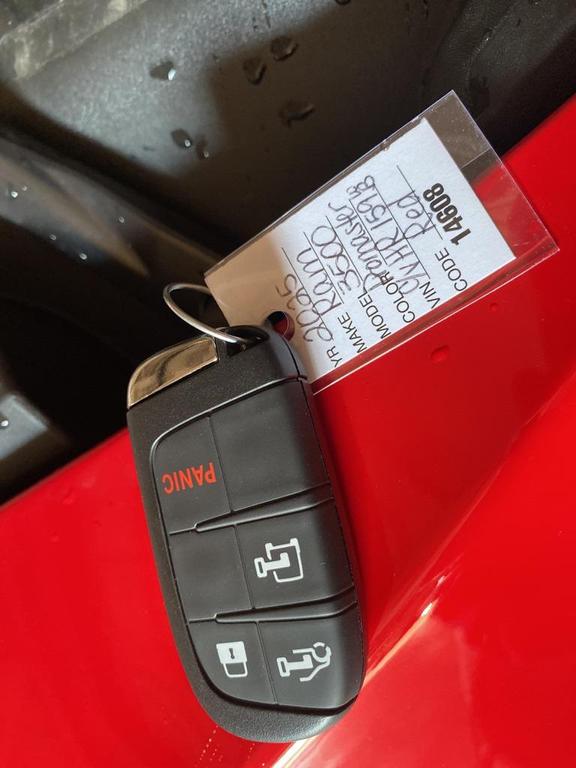 YR 2025
MAKE Ram
MODEL 3500 Promaster
COLOR Red
VIN
CODE 14608
PANIC